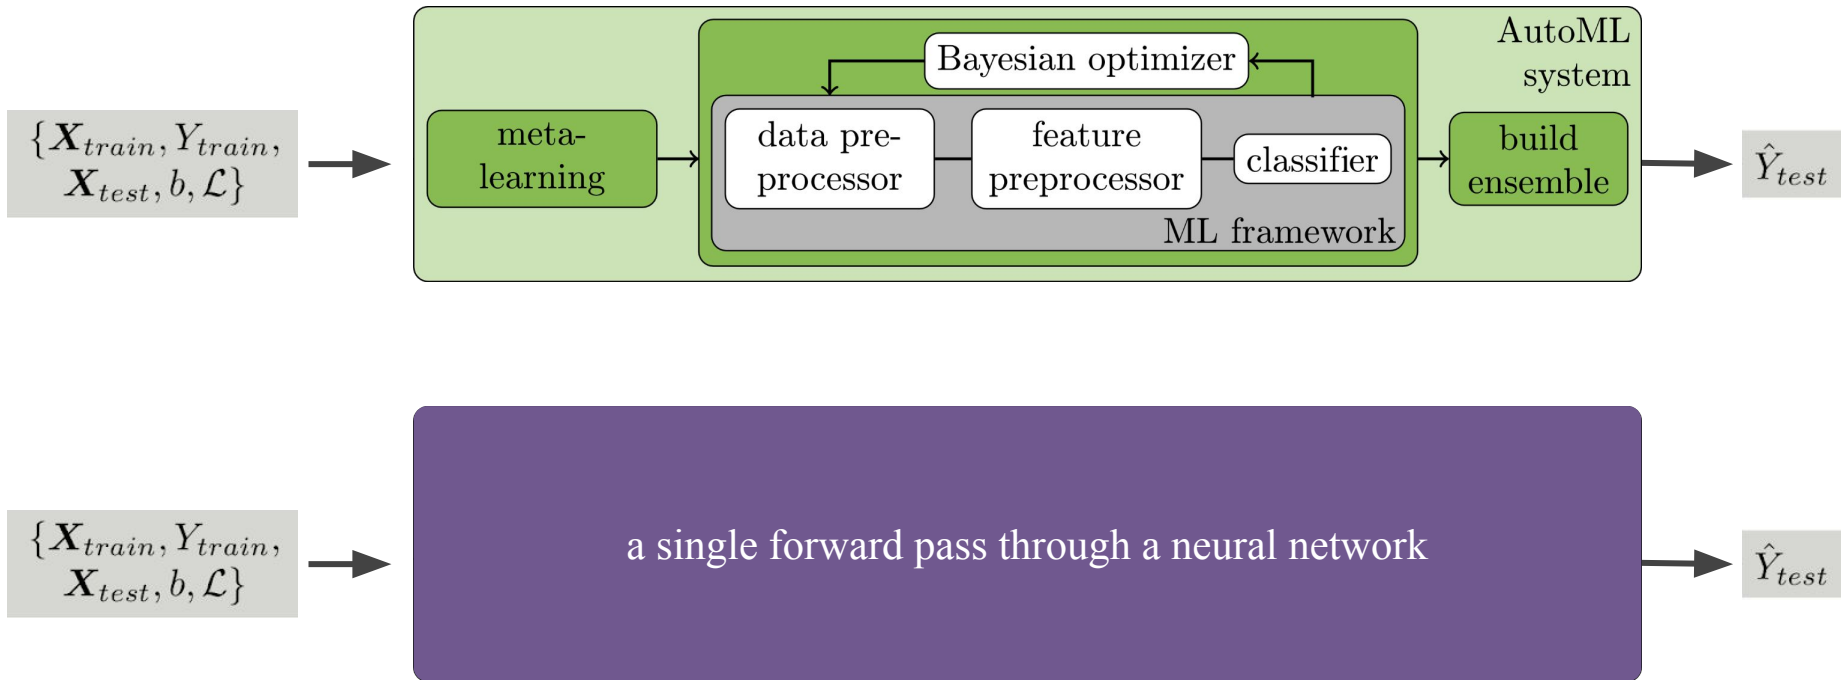 AutoML
system
Bayesian optimizer
{X_train, Y_train,
X_test, b, ℒ}
meta-
learning
data pre-
processor
feature
preprocessor
classifier
ML framework
build
ensemble
Ŷ_test
{X_train, Y_train,
X_test, b, ℒ}
a single forward pass through a neural network
Ŷ_test